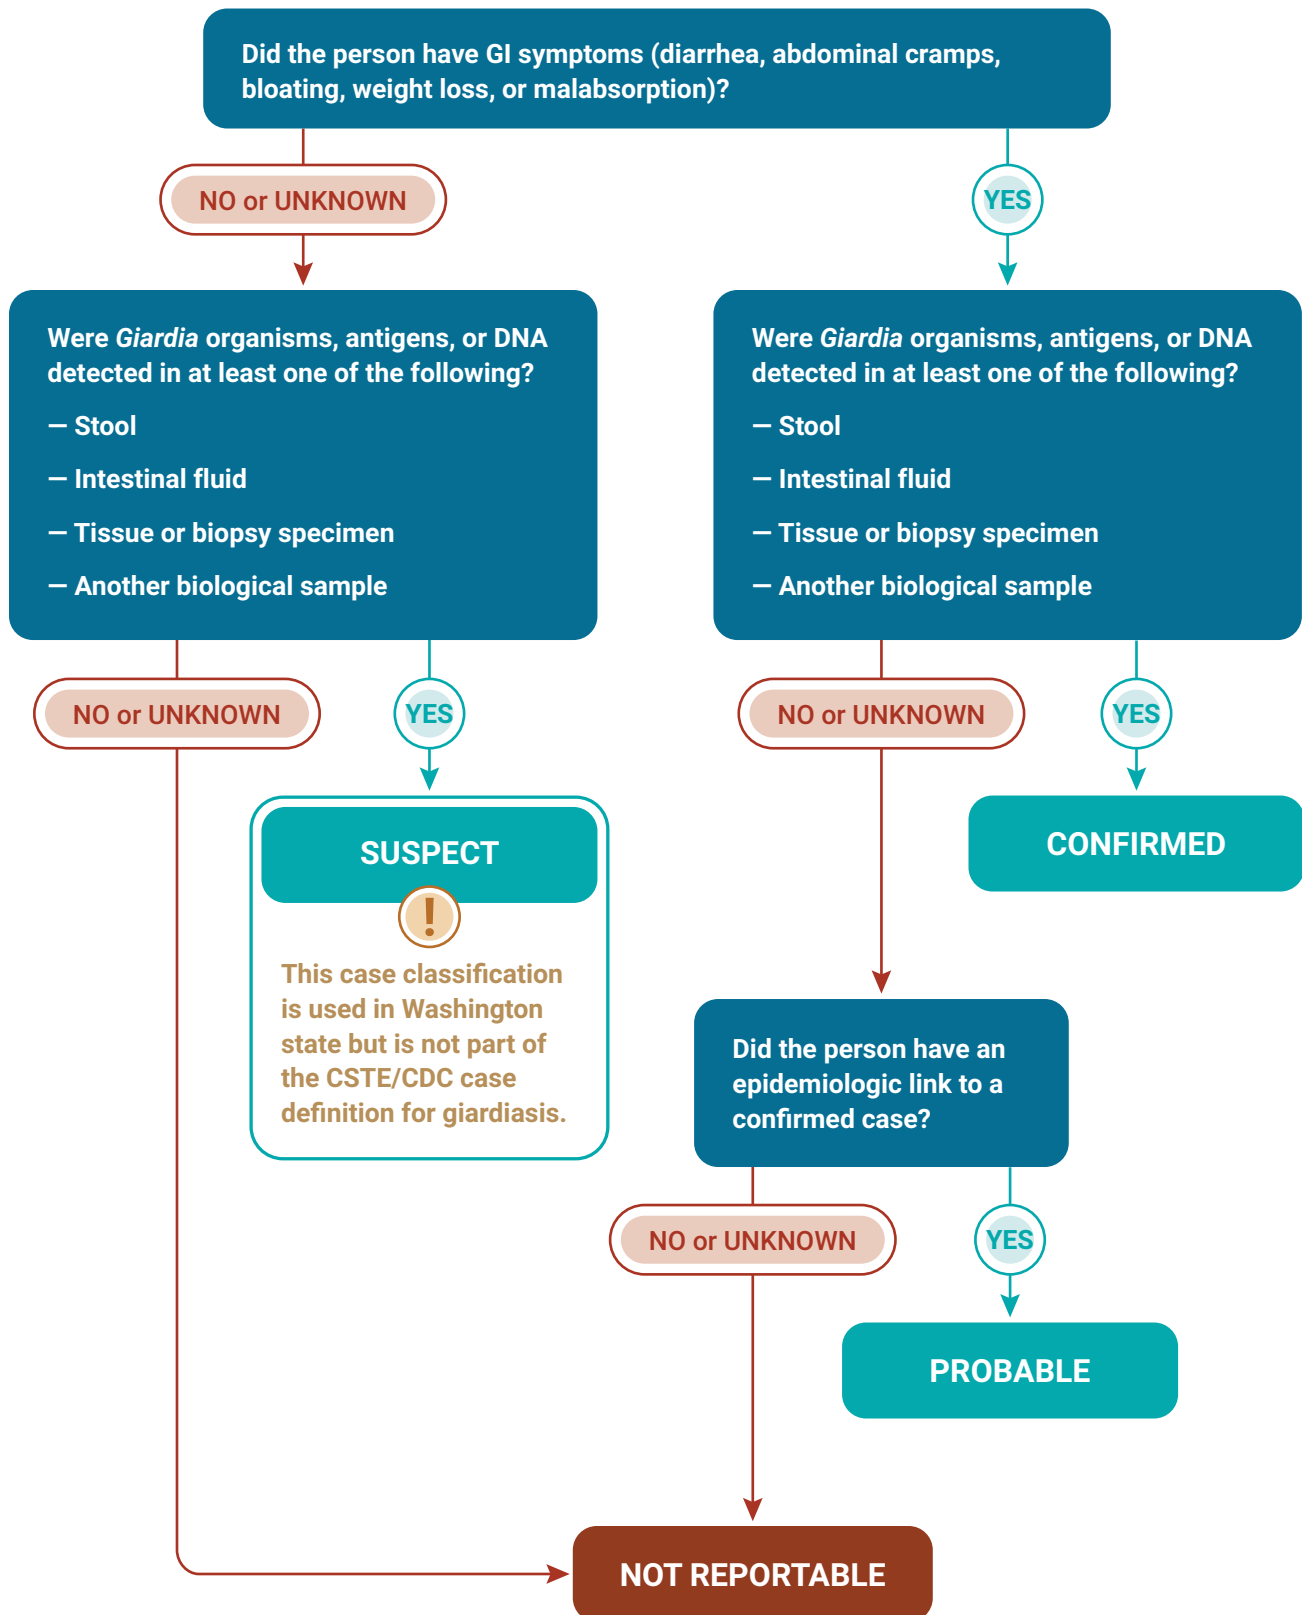 Did the person have GI symptoms (diarrhea, abdominal cramps,
bloating, weight loss, or malabsorption)?
NO or UNKNOWN
YES
Were Giardia organisms, antigens, or DNA
detected in at least one of the following?
— Stool
— Intestinal fluid
— Tissue or biopsy specimen
— Another biological sample
Were Giardia organisms, antigens, or DNA
detected in at least one of the following?
— Stool
— Intestinal fluid
— Tissue or biopsy specimen
— Another biological sample
NO or UNKNOWN
YES
NO or UNKNOWN
YES
SUSPECT
!
This case classification
is used in Washington
state but is not part of
the CSTE/CDC case
definition for giardiasis.
CONFIRMED
Did the person have an
epidemiologic link to a
confirmed case?
NO or UNKNOWN
YES
PROBABLE
NOT REPORTABLE